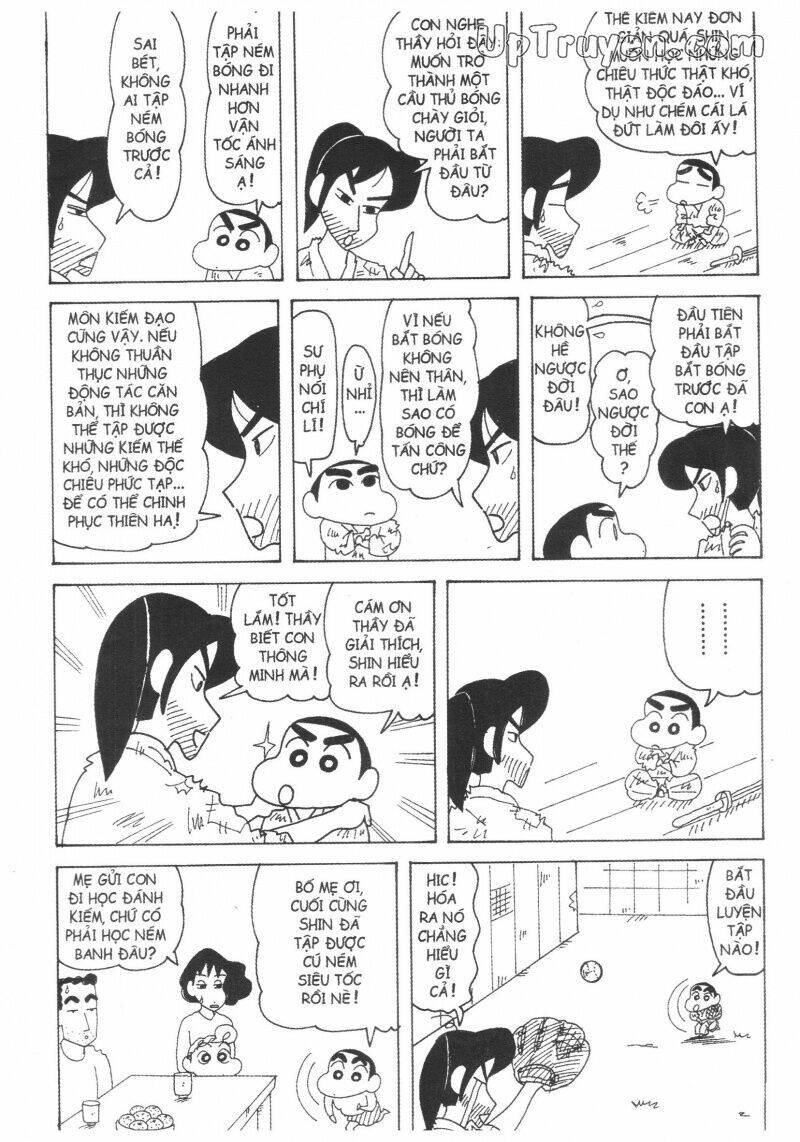 THẾ KIẾM NÀY ĐƠN
GIẢN QUÁ, SHIN
MUỐN HỌC NHỮNG
CHIÊU THỨC THẬT KHÓ,
THẬT ĐỘC ĐÁO... VÍ
DỤ NHƯ CHÉM CÁI LÁ
ĐỨT LÀM ĐÔI ẤY!
UpTruyen.com
CON NGHE
THẦY HỎI ĐÂY:
MUỐN TRỞ
THÀNH MỘT
CẦU THỦ BÓNG
CHÀY GIỎI,
NGƯỜI TA
PHẢI BẮT
ĐẦU TỪ
ĐÂU?
PHẢI
TẬP NÉM
BÓNG ĐI
NHANH
HƠN
VẬN
TỐC ÁNH
SÁNG
Ạ!
SAI
BÉT,
KHÔNG
AI TẬP
NÉM
BÓNG
TRƯỚC
CẢ!
ĐẦU TIÊN
PHẢI BẮT
ĐẦU TẬP
BẮT BÓNG
TRƯỚC ĐÃ
CON Ạ!
Ơ,
SAO
NGƯỢC
ĐỜI
THẾ
?
KHÔNG
HỀ
NGƯỢC
ĐỜI
ĐÂU!
VÌ NẾU
BẮT BÓNG
KHÔNG
NÊN THÂN,
THÌ LÀM
SAO CÓ
BÓNG ĐỂ
TẤN CÔNG
CHỨ?
Ừ
NHỈ
...
SƯ
PHỤ
NÓI
CHÍ
LÍ!
MÔN KIẾM ĐẠO
CŨNG VẬY. NẾU
KHÔNG THUẦN
THỤC NHỮNG
ĐỘNG TÁC CĂN
BẢN, THÌ KHÔNG
THỂ TẬP ĐƯỢC
NHỮNG KIẾM THẾ
KHÓ, NHỮNG ĐỘC
CHIÊU PHỨC TẠP...
ĐỂ CÓ THỂ CHINH
PHỤC THIÊN HẠ!
........
........
CÁM ƠN
THẦY ĐÃ
GIẢI THÍCH,
SHIN HIỂU
RA RỒI Ạ!
TỐT
LẮM! THẦY
BIẾT CON
THÔNG
MINH MÀ!
BẮT
ĐẦU
LUYỆN
TẬP
NÀO!
HIC!
HÓA
RA NÓ
CHẲNG
HIỂU
GÌ
CẢ!
BỐ MẸ ƠI,
CUỐI CÙNG
SHIN ĐÃ
TẬP ĐƯỢC
CÚ NÉM
SIÊU TỐC
RỒI NÈ!
MẸ GỬI CON
ĐI HỌC ĐÁNH
KIẾM, CHỨ CÓ
PHẢI HỌC NÉM
BANH ĐÂU?